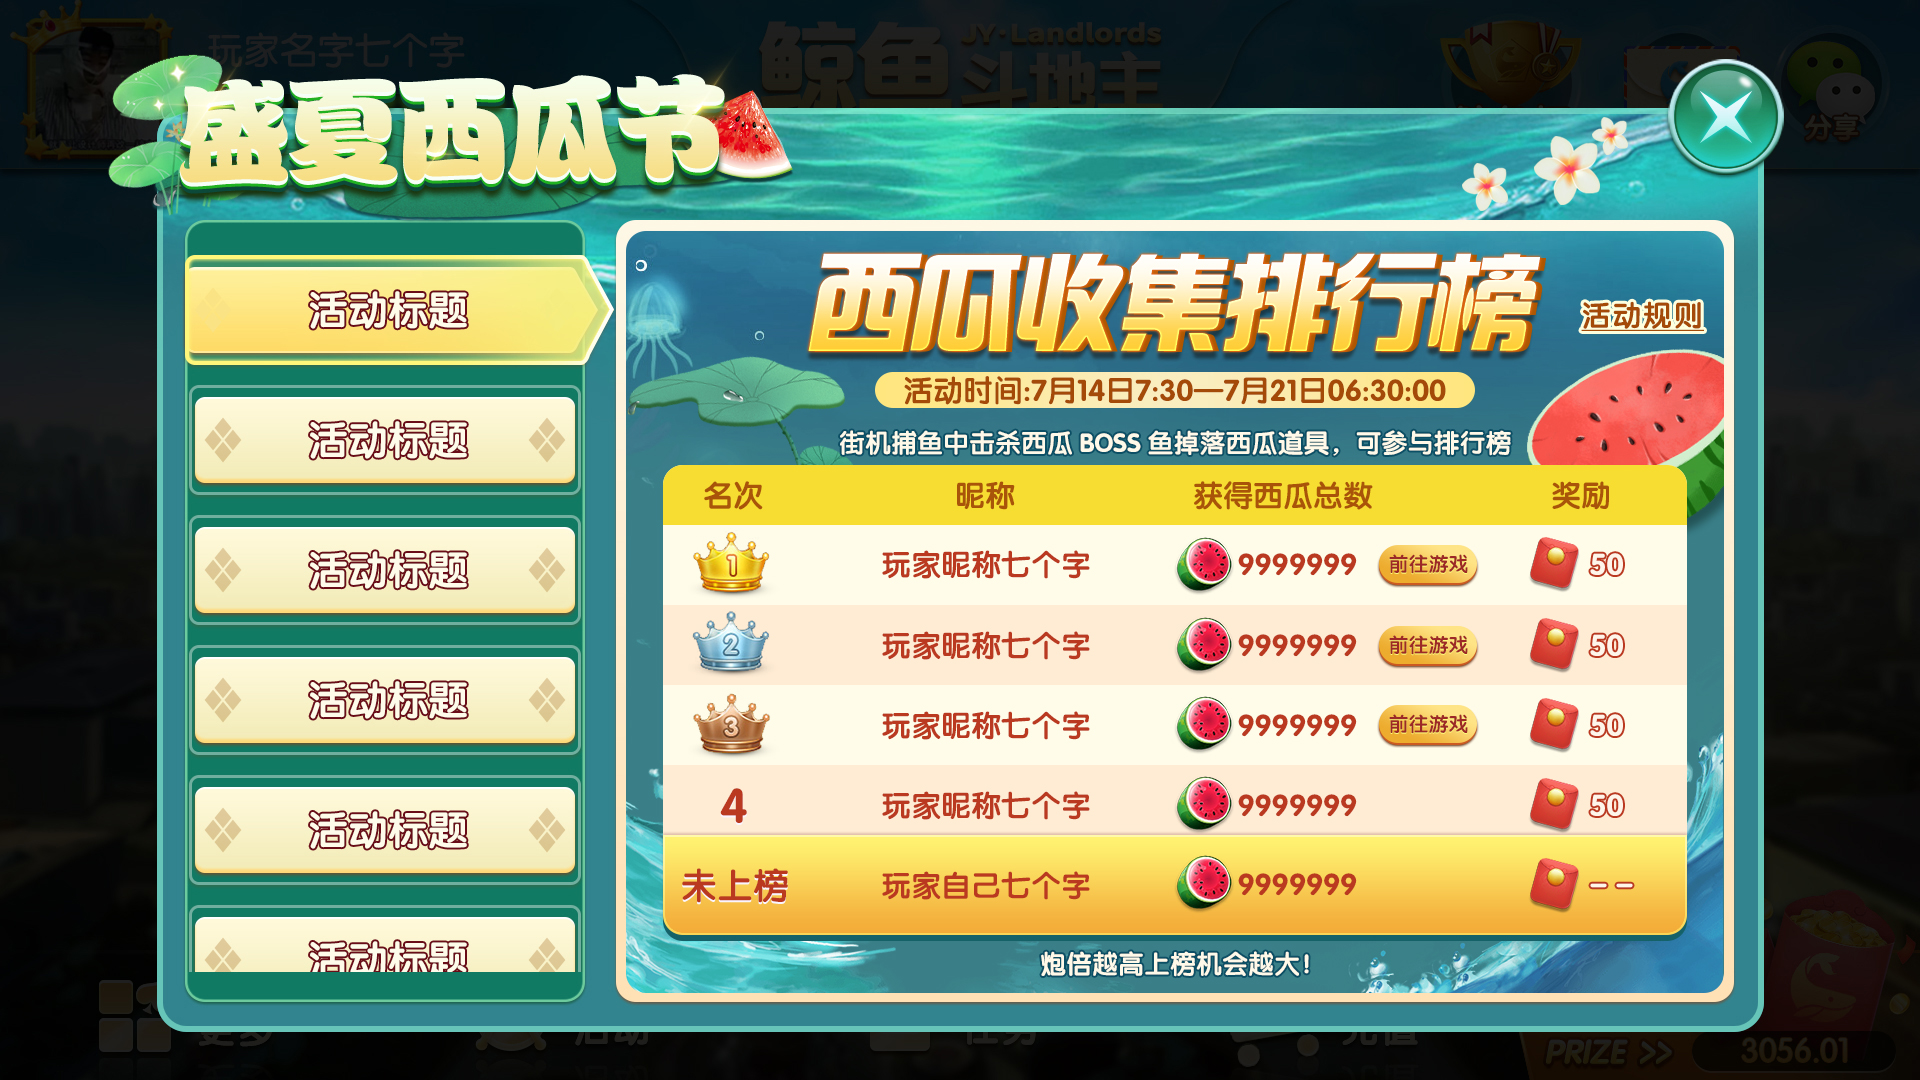 玩家名字七个字
鲸鱼
JY-Landlords
斗地主
分享
盛夏西瓜节
活动标题
活动标题
活动标题
活动标题
活动标题
活动标题
西瓜收集排行榜
活动规则
活动时间:7月14日7:30—7月21日06:30:00
街机捕鱼中击杀西瓜 BOSS 鱼掉落西瓜道具，可参与排行榜
名次 昵称 获得西瓜总数 奖励
1 玩家昵称七个字 9999999 前往游戏 50
2 玩家昵称七个字 9999999 前往游戏 50
3 玩家昵称七个字 9999999 前往游戏 50
4 玩家昵称七个字 9999999 50
未上榜 玩家自己七个字 9999999 – –
炮倍越高上榜机会越大!
更多 活动 任务 充值
PRIZE >> 3056.01